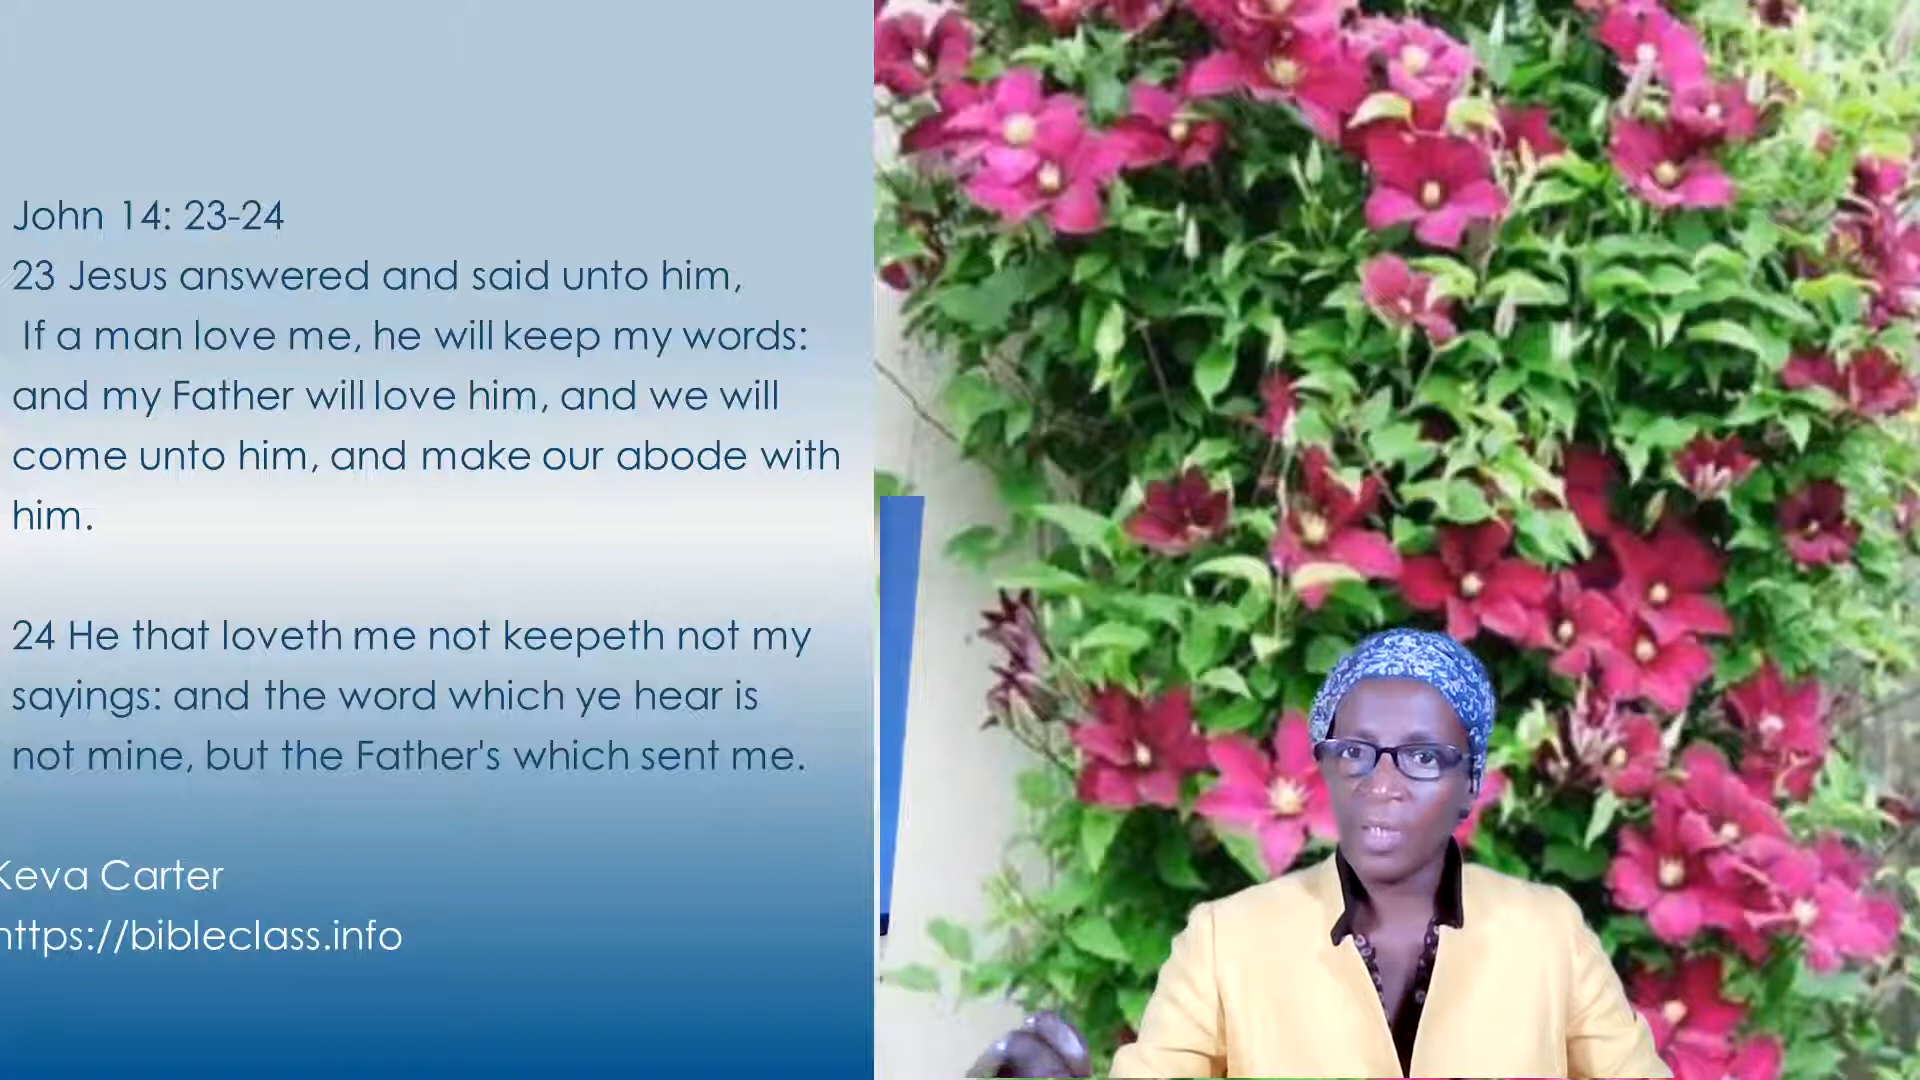 John 14: 23-24
23 Jesus answered and said unto him,
If a man love me, he will keep my words:
and my Father will love him, and we will
come unto him, and make our abode with
him.
24 He that loveth me not keepeth not my
sayings: and the word which ye hear is
not mine, but the Father's which sent me.
Keva Carter
https://bibleclass.info